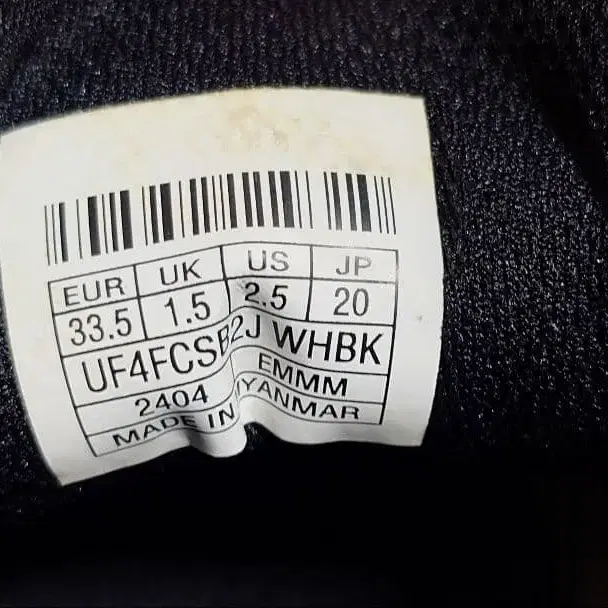 EUR UK US JP
33.5 1.5 2.5 20
UF4FCSB2J WHBK
2404 EMMM
MADE IN MYANMAR